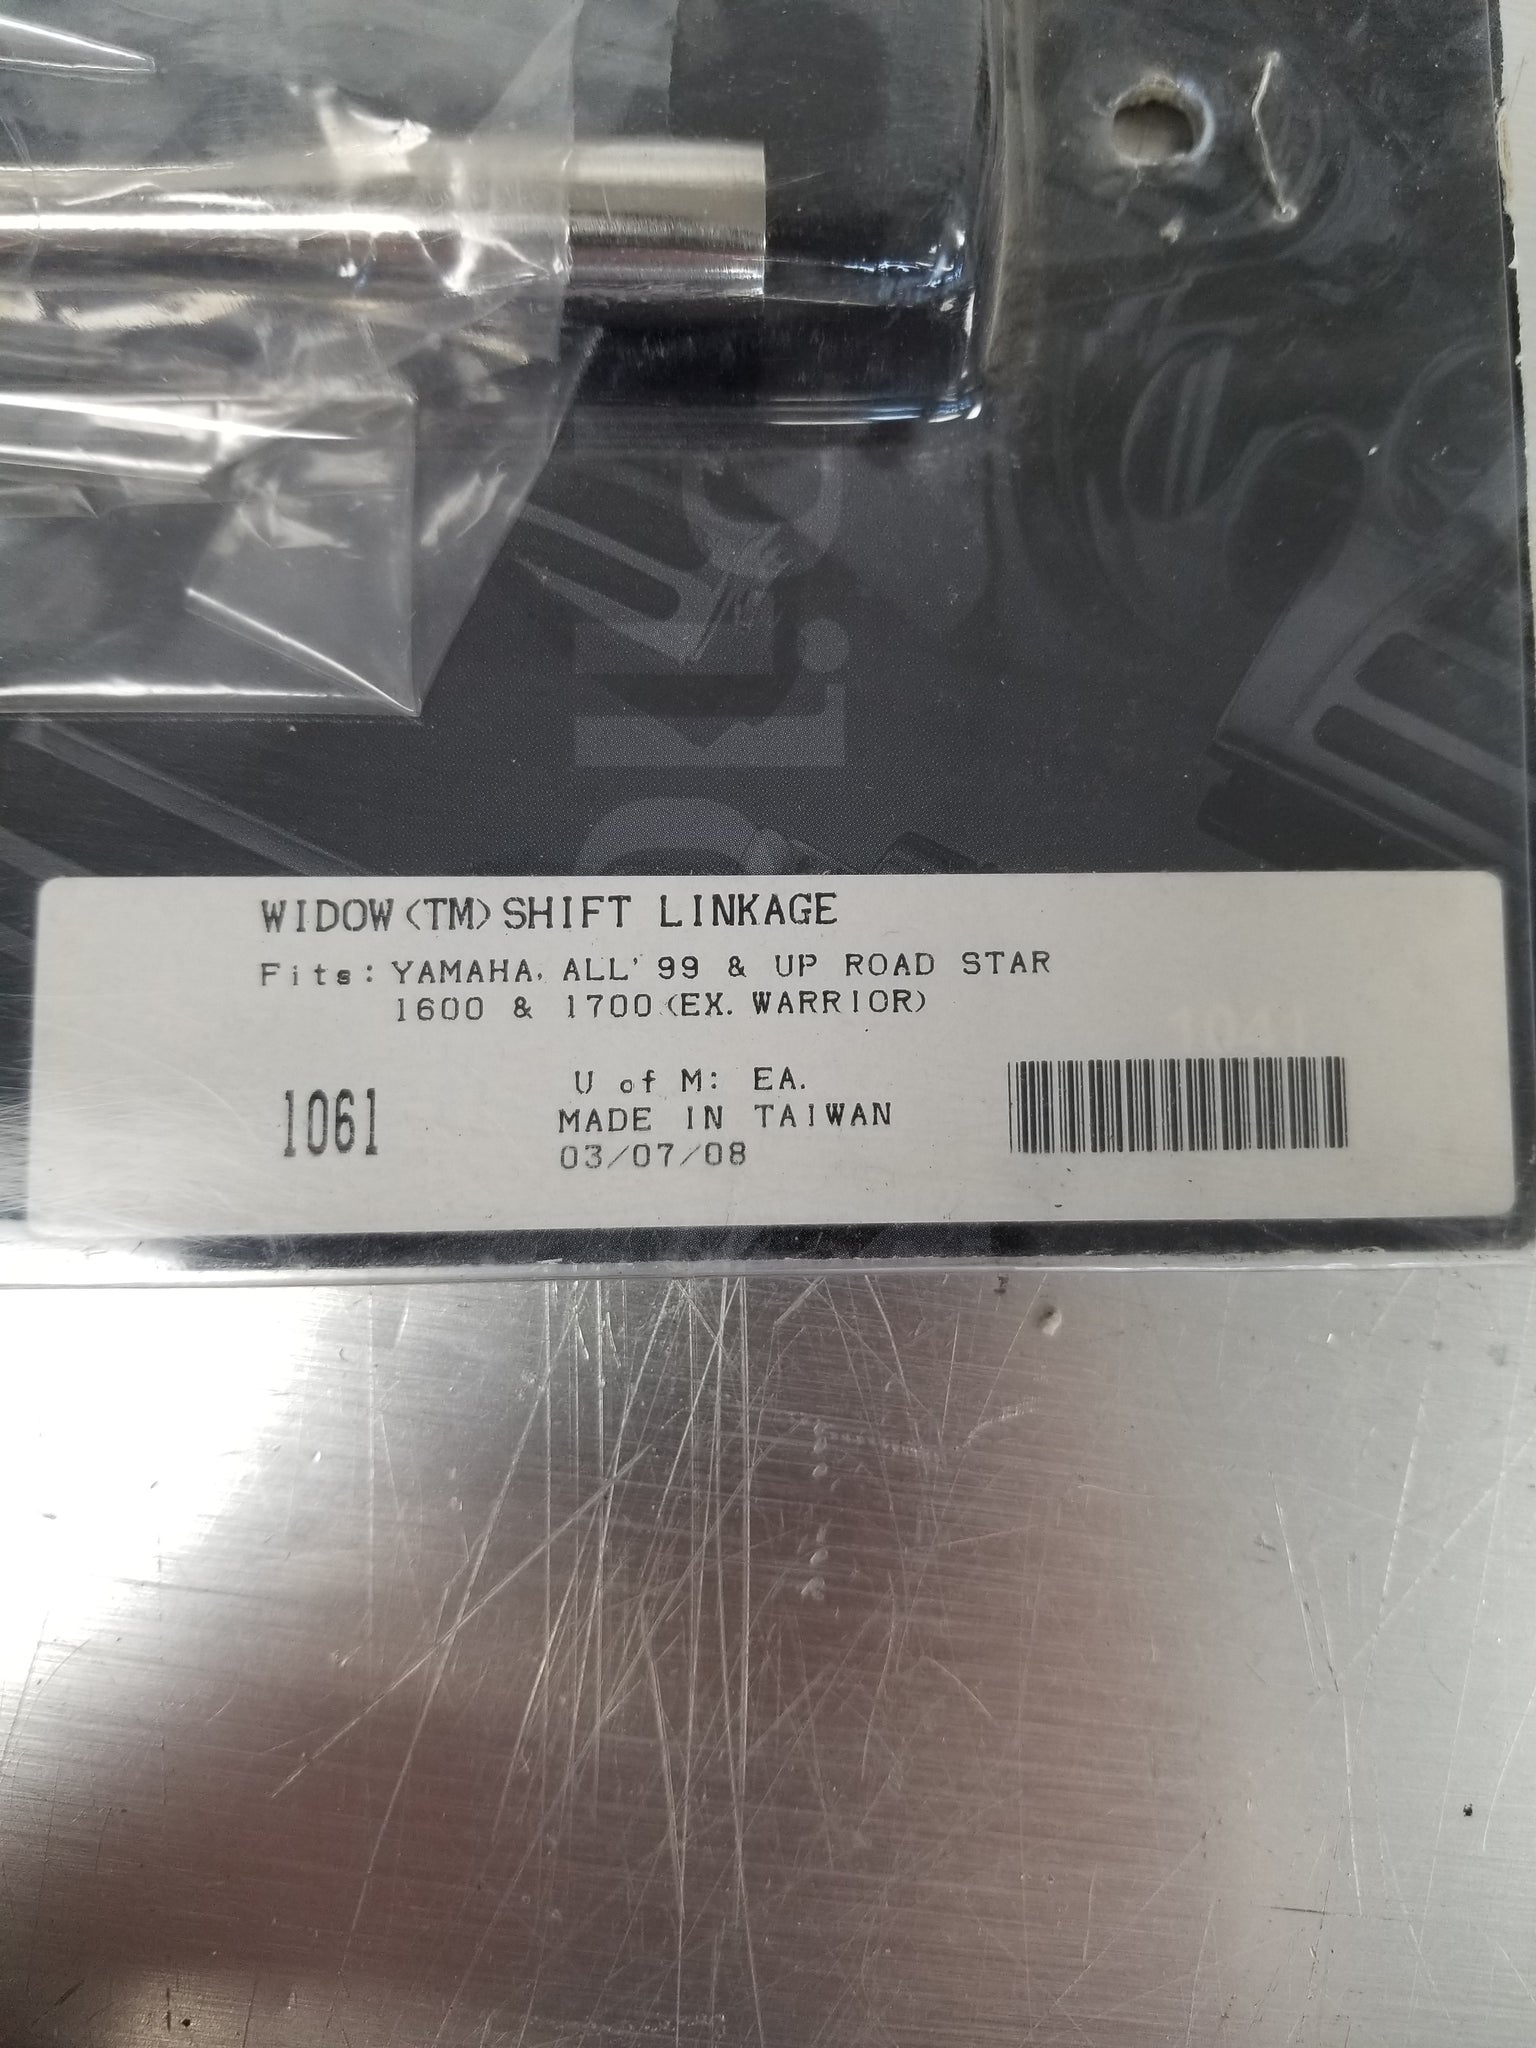 WIDOW(TM) SHIFT LINKAGE
Fits: YAMAHA, ALL' 99 & UP ROAD STAR
1600 & 1700 (EX. WARRIOR)
1061
U of M: EA.
MADE IN TAIWAN
03/07/08